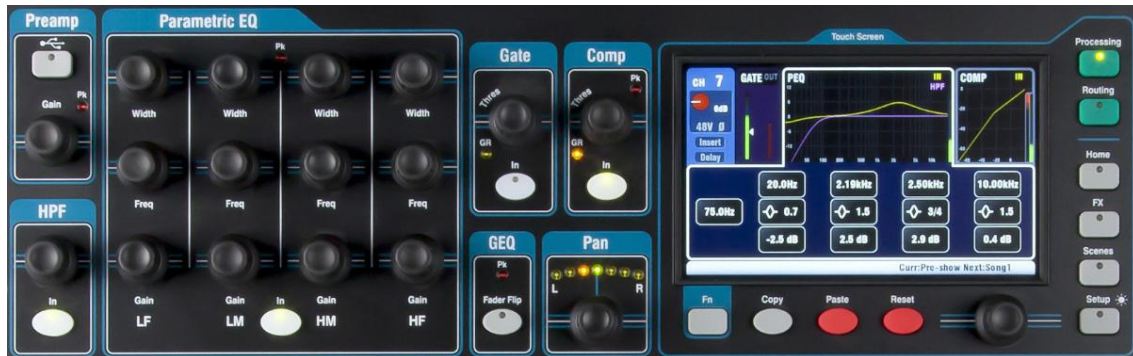 Preamp
Gain
Pk
HPF
In
Parametric EQ
Pk
Width Width Width Width
Freq Freq Freq Freq
Gain Gain In Gain Gain
LF LM HM HF
Gate
Thres
GR
In
Comp
Pk
Thres
GR
In
GEQ
Pk
Fader Flip
Pan
L R
Touch Screen
CH 7
0dB
48V Ø
Insert
Delay
GATE OUT
PEQ IN
HPF
COMP IN
20.0Hz 2.19kHz 2.50kHz 10.00kHz
75.0Hz 0.7 1.5 3/4 1.5
-2.5 dB 2.5 dB 2.9 dB 0.4 dB
Curr:Pre-show Next:Song1
Fn
Copy
Paste
Reset
Processing
Routing
Home
FX
Scenes
Setup